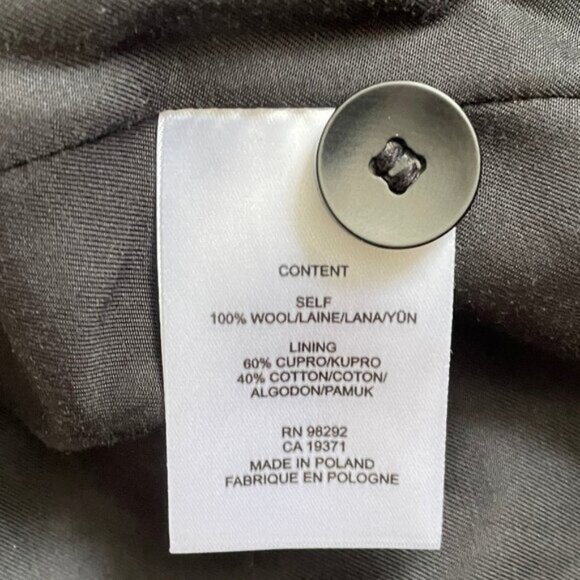 CONTENT
SELF
100% WOOL/LAINE/LANA/YÜN
LINING
60% CUPRO/KUPRO
40% COTTON/COTON/
ALGODON/PAMUK
RN 98292
CA 19371
MADE IN POLAND
FABRIQUE EN POLOGNE